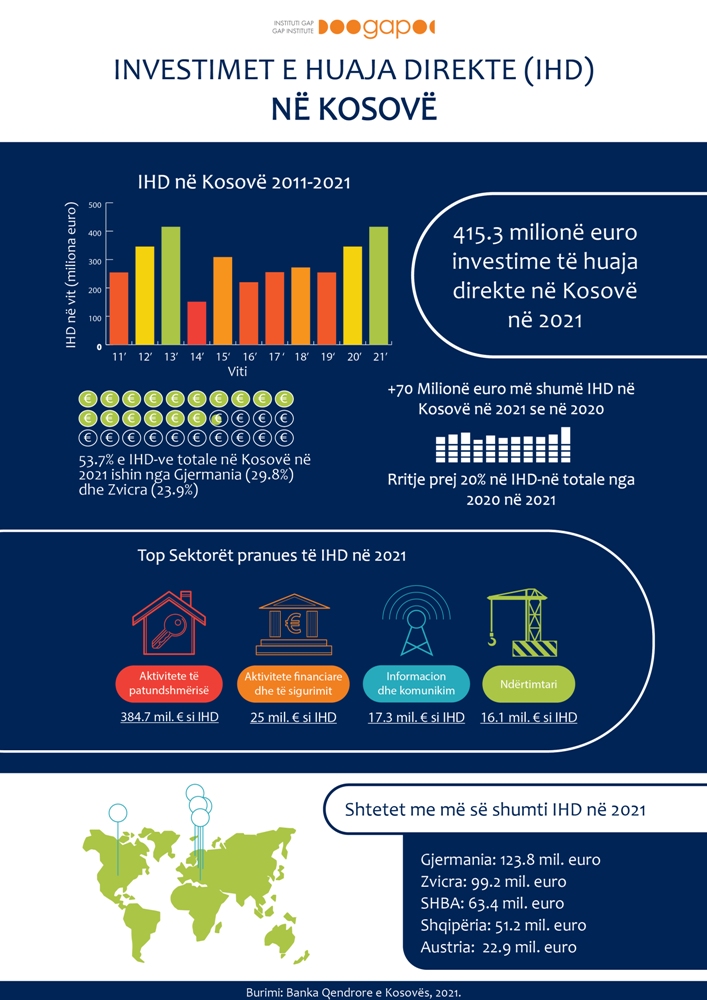 INSTITUTI GAP
GAP INSTITUTE
gap
INVESTIMET E HUAJA DIREKTE (IHD)
NË KOSOVË
IHD në Kosovë 2011-2021
IHD në vit (miliona euro)
500
400
300
200
100
0
11’ 12’ 13’ 14’ 15’ 16’ 17’ 18’ 19’ 20’ 21’
Viti
415.3 milionë euro
investime të huaja
direkte në Kosovë
në 2021
€ € € € € € € € €
€ € € € € € € € €
€ € € € € € € € €
53.7% e IHD-ve totale në Kosovë në
2021 ishin nga Gjermania (29.8%)
dhe Zvicra (23.9%)
+70 Milionë euro më shumë IHD në
Kosovë në 2021 se në 2020
Rritje prej 20% në IHD-në totale nga
2020 në 2021
Top Sektorët pranues të IHD në 2021
€
Aktivitete të
patundshmërisë
384.7 mil. € si IHD
Aktivitete financiare
dhe të sigurimit
25 mil. € si IHD
Informacion
dhe komunikim
17.3 mil. € si IHD
Ndërtimtari
16.1 mil. € si IHD
Shtetet me më së shumti IHD në 2021
Gjermania: 123.8 mil. euro
Zvicra: 99.2 mil. euro
SHBA: 63.4 mil. euro
Shqipëria: 51.2 mil. euro
Austria: 22.9 mil. euro
Burimi: Banka Qendrore e Kosovës, 2021.